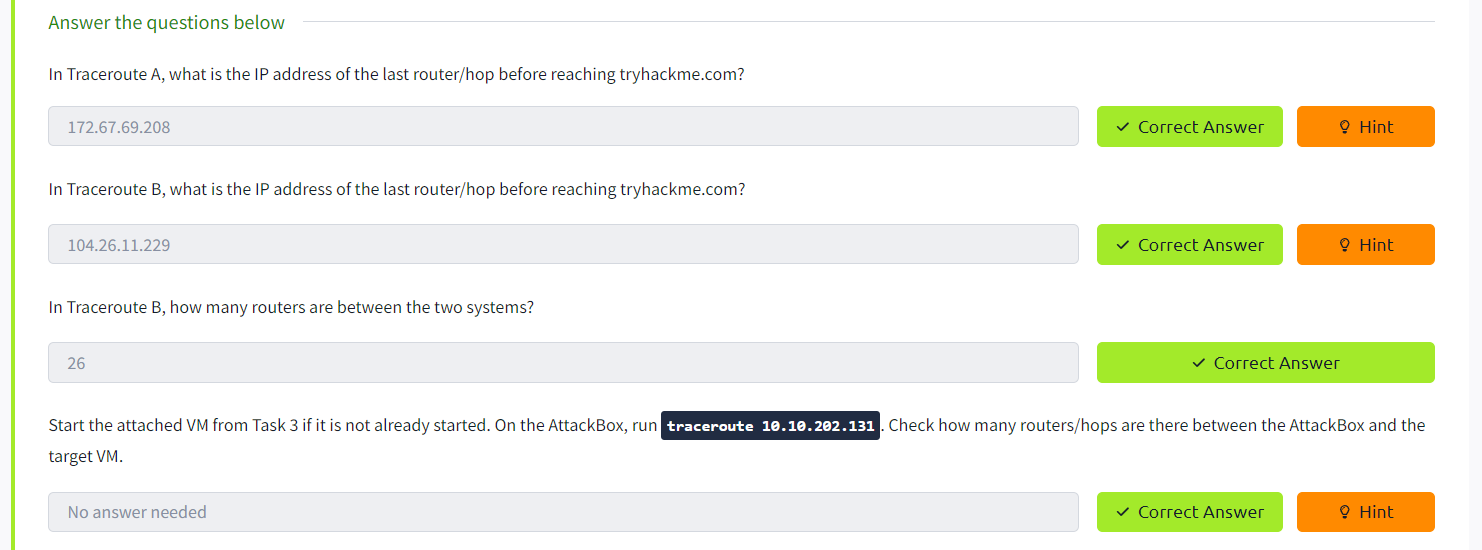 Answer the questions below
In Traceroute A, what is the IP address of the last router/hop before reaching tryhackme.com?
172.67.69.208 Correct Answer Hint
In Traceroute B, what is the IP address of the last router/hop before reaching tryhackme.com?
104.26.11.229 Correct Answer Hint
In Traceroute B, how many routers are between the two systems?
26 Correct Answer
Start the attached VM from Task 3 if it is not already started. On the AttackBox, run traceroute 10.10.202.131. Check how many routers/hops are there between the AttackBox and the
target VM.
No answer needed Correct Answer Hint